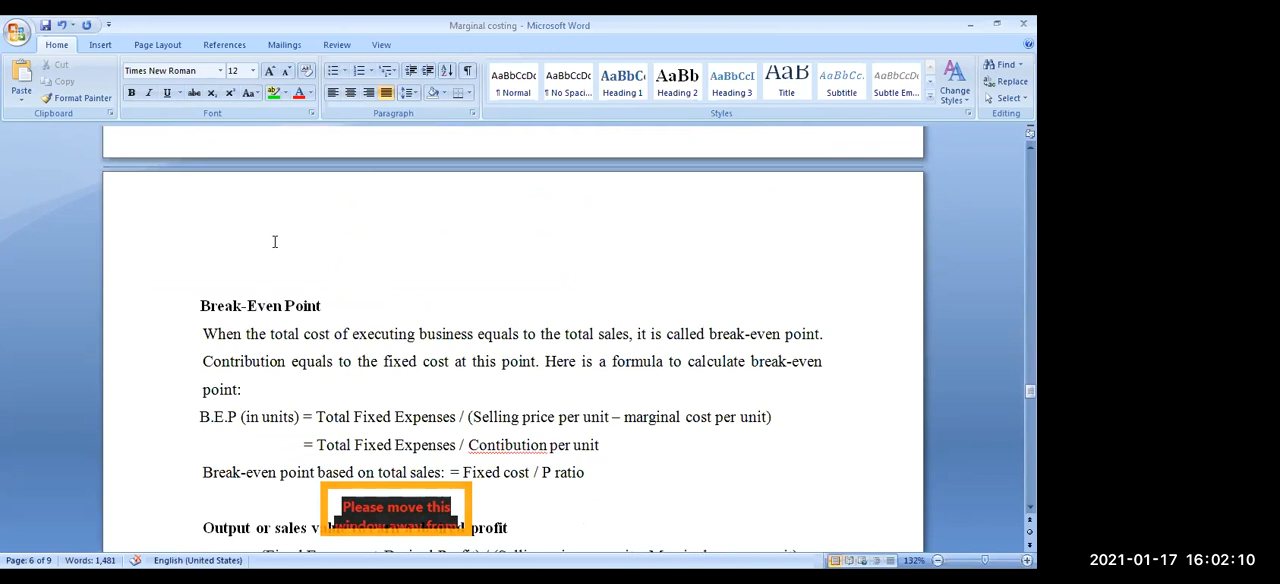 Marginal costing - Microsoft Word
Home Insert Page Layout References Mailings Review View
Paste
Cut
Copy
Format Painter
Clipboard
Times New Roman 12
Font
Paragraph
AaBbCcDc AaBbCcDc AaBbC AaBb AaBbCcI AaB AaBbCc. AaBbCcDc
¶ Normal ¶ No Spaci... Heading 1 Heading 2 Heading 3 Title Subtitle Subtle Em...
Change Styles
Styles
Find
Replace
Select
Editing
Break-Even Point
When the total cost of executing business equals to the total sales, it is called break-even point.
Contribution equals to the fixed cost at this point. Here is a formula to calculate break-even
point:
B.E.P (in units) = Total Fixed Expenses / (Selling price per unit – marginal cost per unit)
= Total Fixed Expenses / Contibution per unit
Break-even point based on total sales: = Fixed cost / P ratio
Please move this
window away from
Output or sales profit
Page: 6 of 9 Words: 1,481 English (United States) 132%
2021-01-17 16:02:10